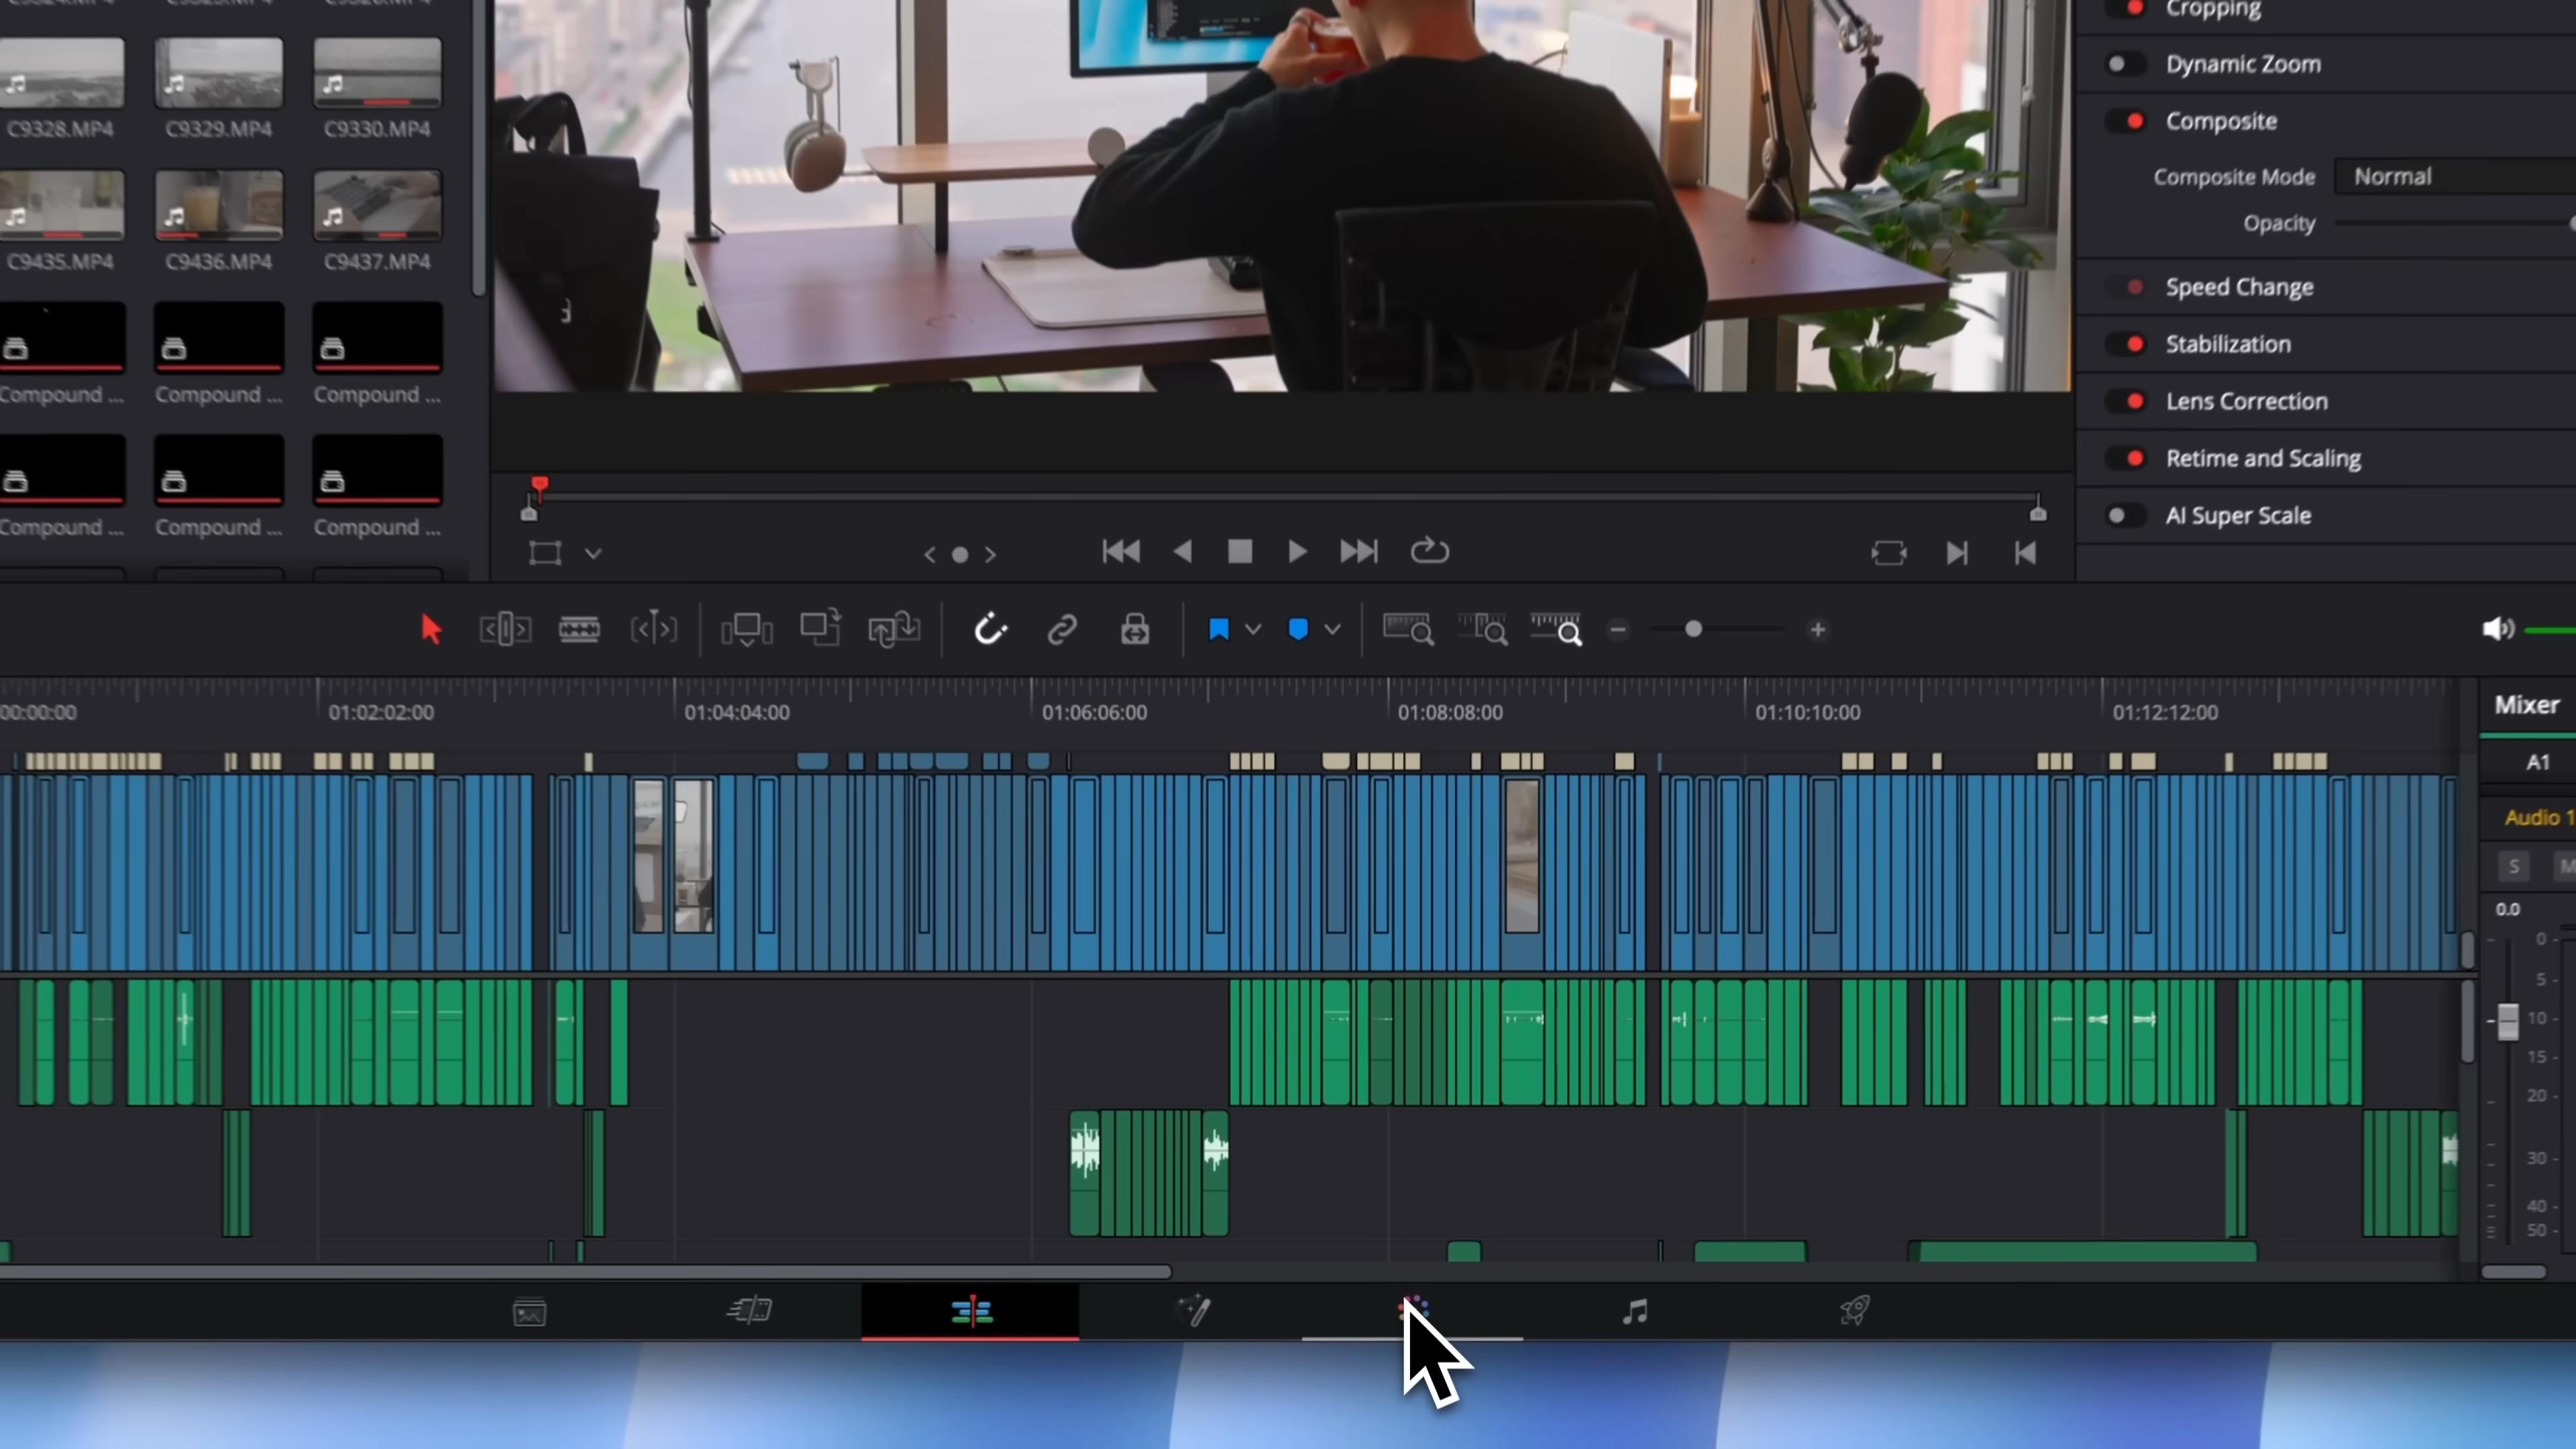 Cropping
C9328.MP4 C9329.MP4 C9330.MP4
Dynamic Zoom
Composite
Composite Mode Normal
Opacity
C9435.MP4 C9436.MP4 C9437.MP4
Speed Change
Stabilization
Compound ... Compound ... Compound ...
Lens Correction
Retime and Scaling
Compound ... Compound ... Compound ...
AI Super Scale
00:00:00 01:02:02:00 01:04:04:00 01:06:06:00 01:08:08:00 01:10:10:00 01:12:12:00
Mixer
A1
Audio 1
S M
0.0
0
5
10
15
20
30
40
50